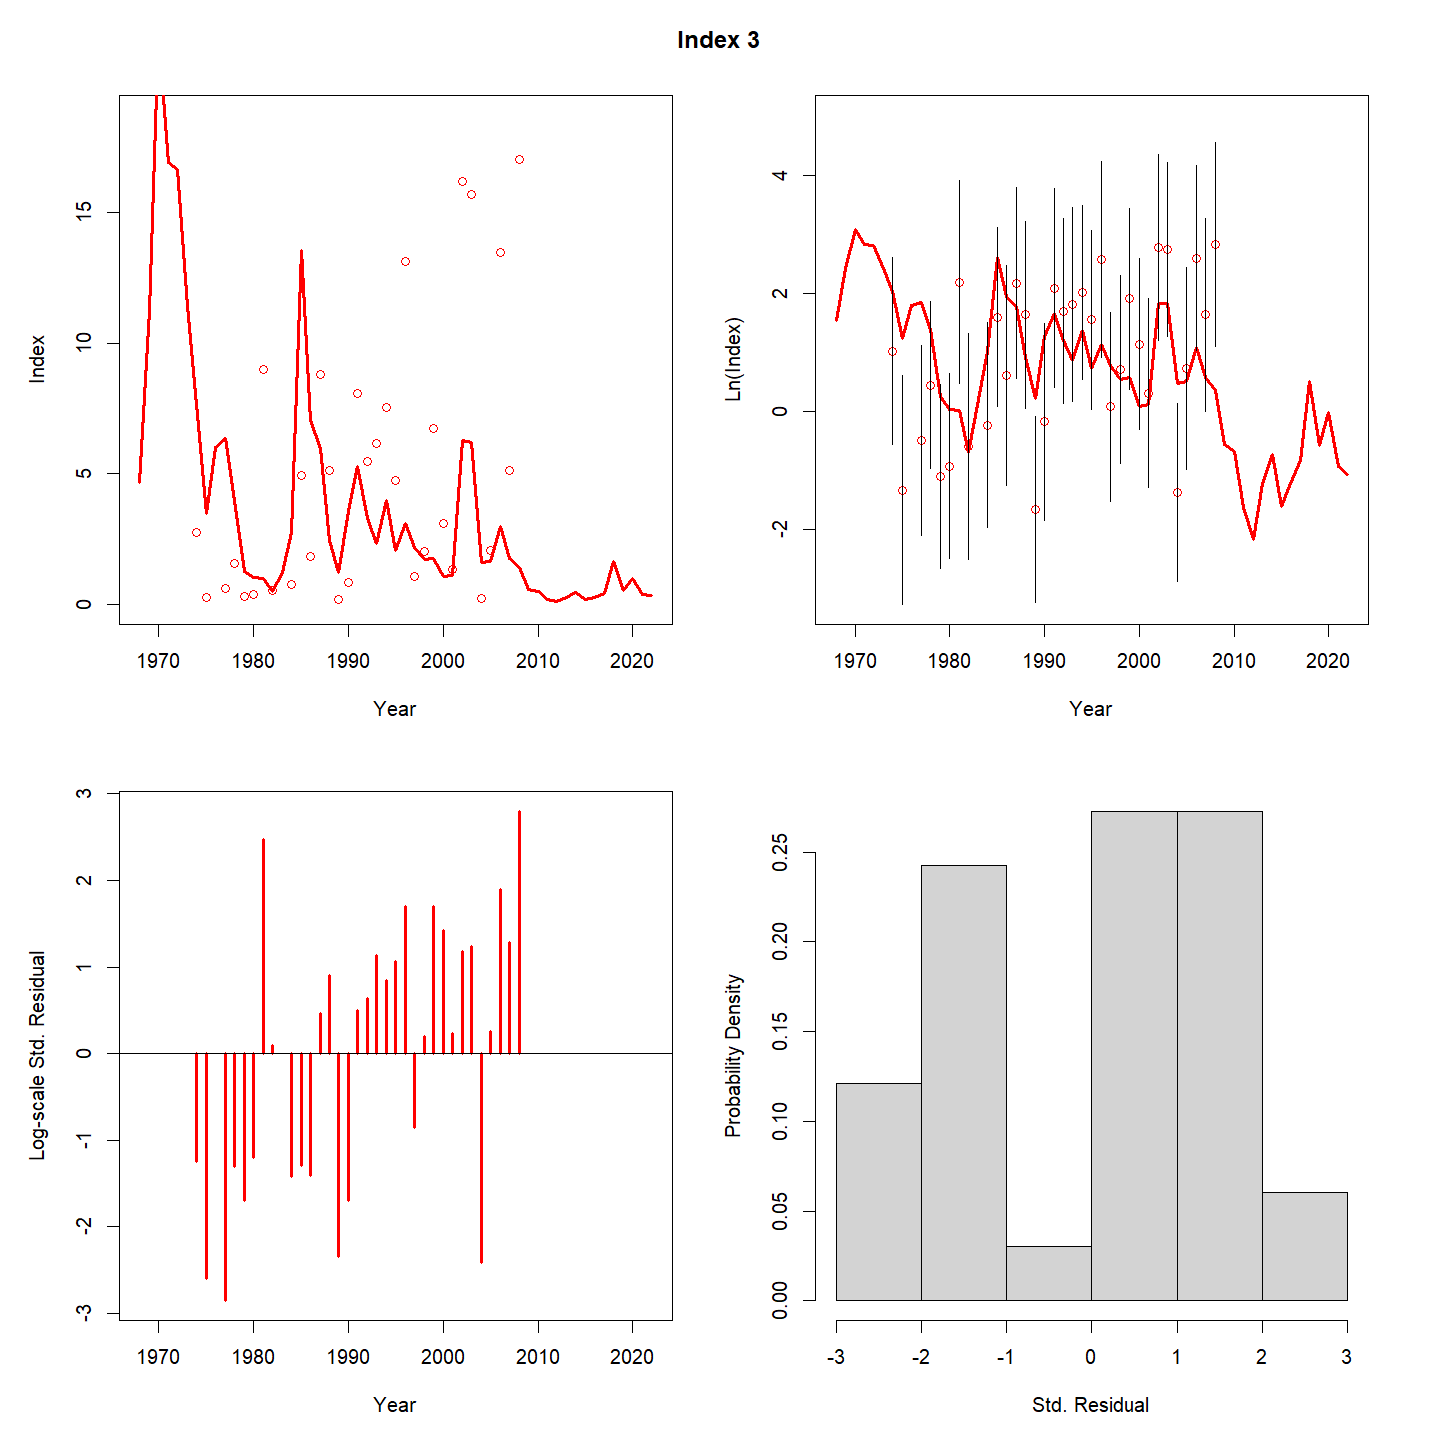 Index 3
Index
15
10
5
0
1970 1980 1990 2000 2010 2020
Year
Ln(Index)
4
2
0
-2
1970 1980 1990 2000 2010 2020
Year
Log-scale Std. Residual
3
2
1
0
-1
-2
-3
1970 1980 1990 2000 2010 2020
Year
Probability Density
0.25
0.20
0.15
0.10
0.05
0.00
-3 -2 -1 0 1 2 3
Std. Residual